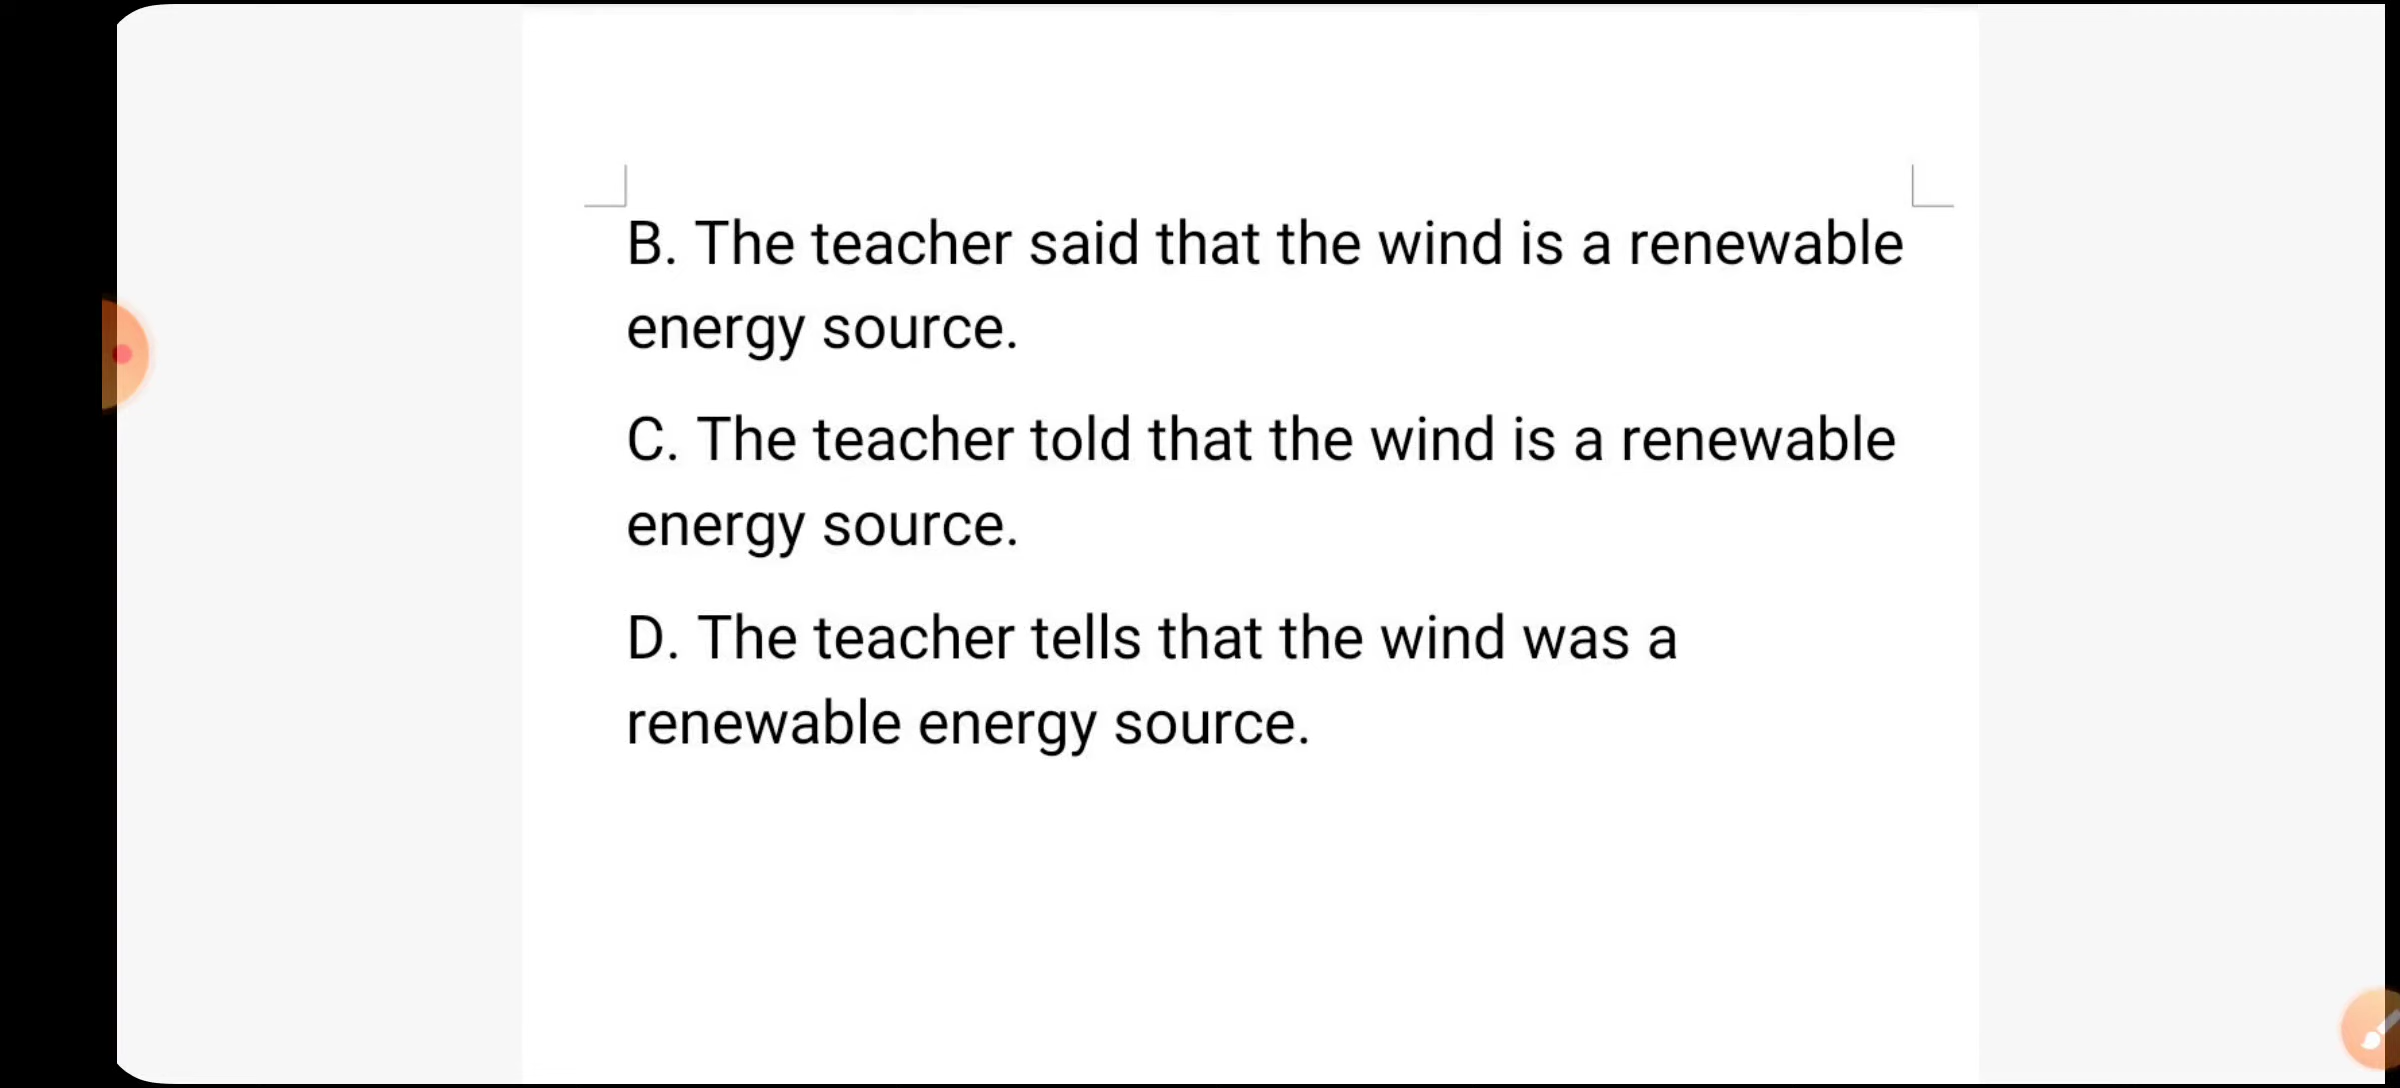 B. The teacher said that the wind is a renewable
energy source.
C. The teacher told that the wind is a renewable
energy source.
D. The teacher tells that the wind was a
renewable energy source.